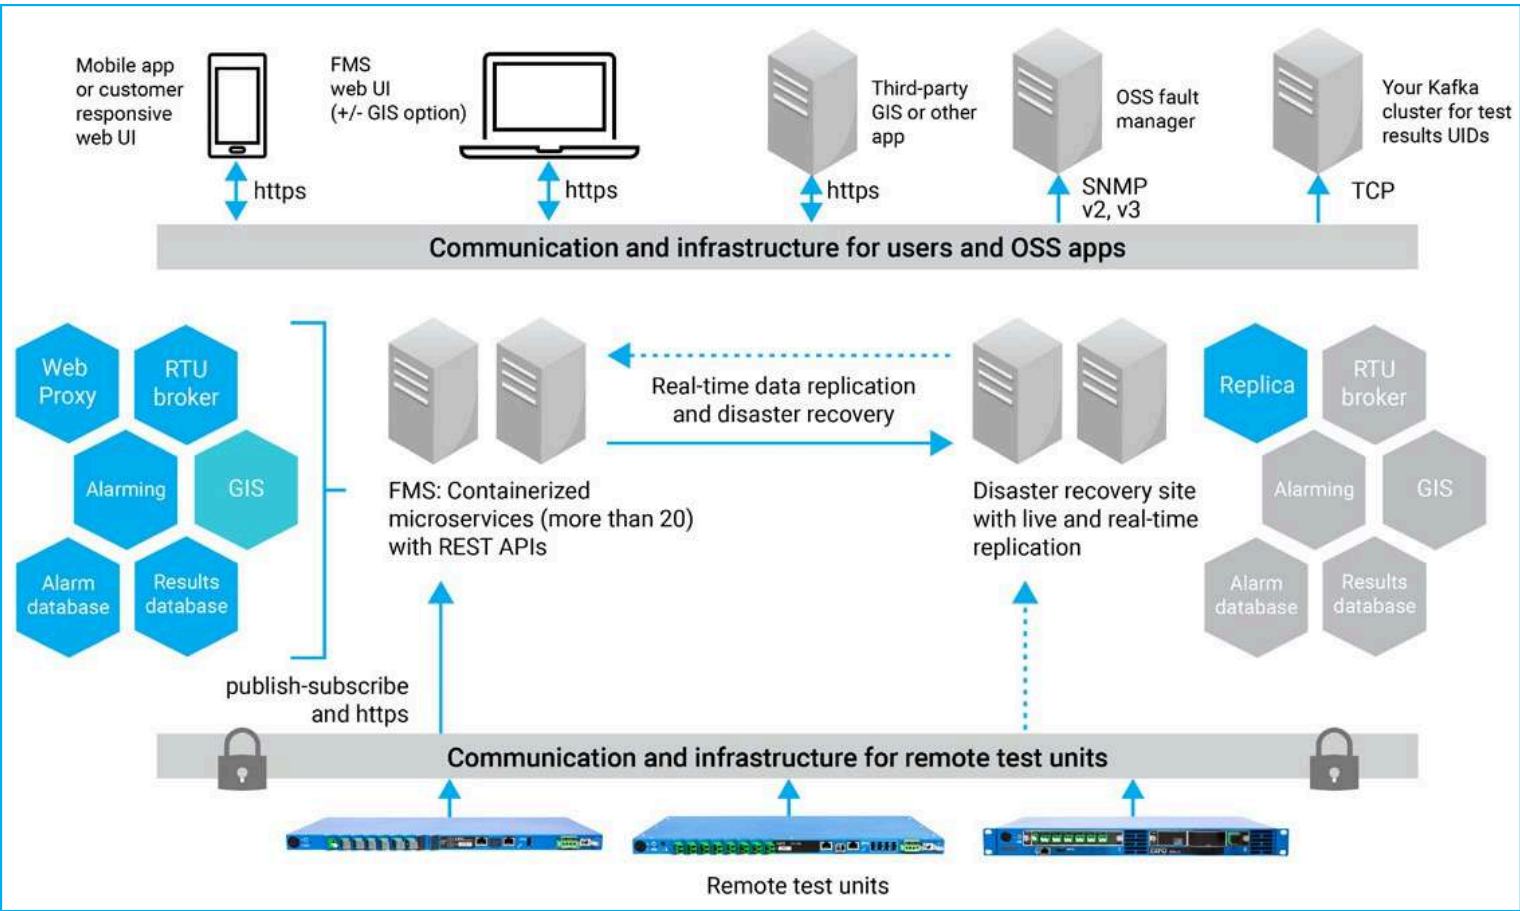 Mobile app
or customer
responsive
web UI
FMS
web UI
(+/- GIS option)
Third-party
GIS or other
app
OSS fault
manager
Your Kafka
cluster for test
results UIDs
https
https
https
SNMP
v2, v3
TCP
Communication and infrastructure for users and OSS apps
Web
Proxy
RTU
broker
Alarming
GIS
Alarm
database
Results
database
Real-time data replication
and disaster recovery
FMS: Containerized
microservices (more than 20)
with REST APIs
Disaster recovery site
with live and real-time
replication
Replica
RTU
broker
Alarming
GIS
Alarm
database
Results
database
publish-subscribe
and https
Communication and infrastructure for remote test units
EXFO
Remote test units